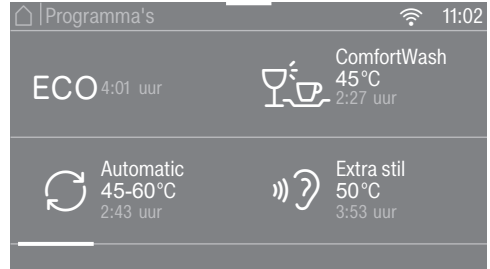 Programma's 11:02
ECO 4:01 uur
ComfortWash
45°C
2:27 uur
Automatic
45-60°C
2:43 uur
Extra stil
50°C
3:53 uur